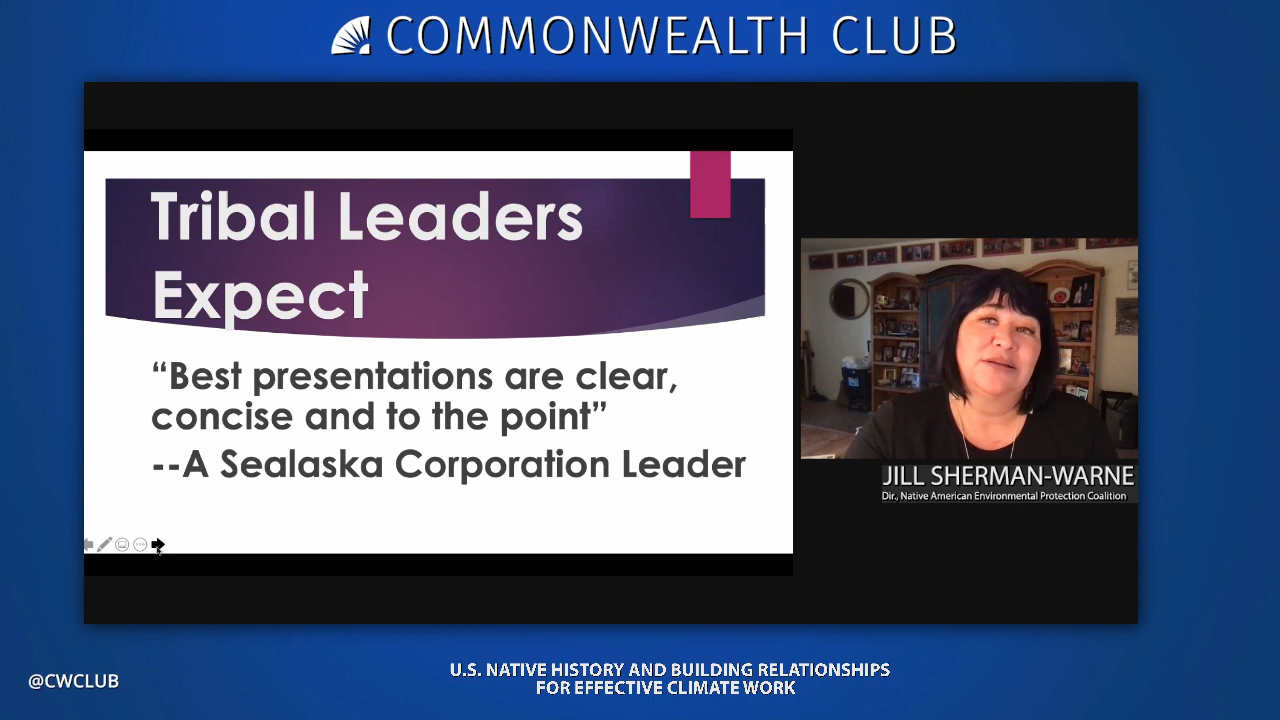 COMMONWEALTH CLUB
Tribal Leaders
Expect
“Best presentations are clear,
concise and to the point”
--A Sealaska Corporation Leader
JILL SHERMAN-WARNE
Dir., Native American Environmental Protection Coalition
@CWCLUB
U.S. NATIVE HISTORY AND BUILDING RELATIONSHIPS
FOR EFFECTIVE CLIMATE WORK